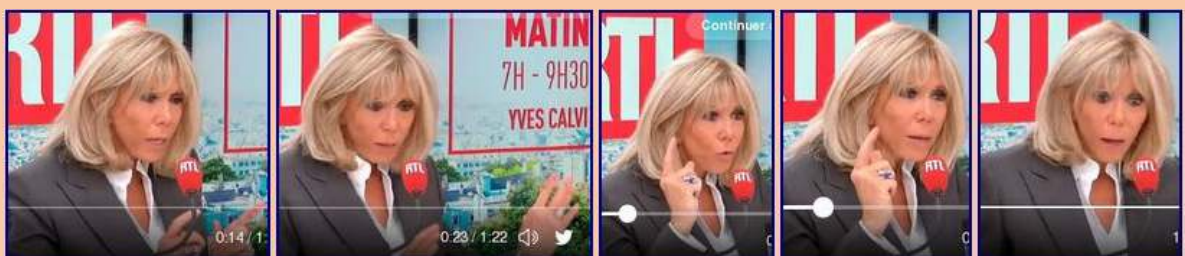 RTL
RTL
0:14 / 1:
MATIN
7H - 9H30
YVES CALVI
RTL
0:23 / 1:22
Continuer
RTL
RTL
RTL
RTL